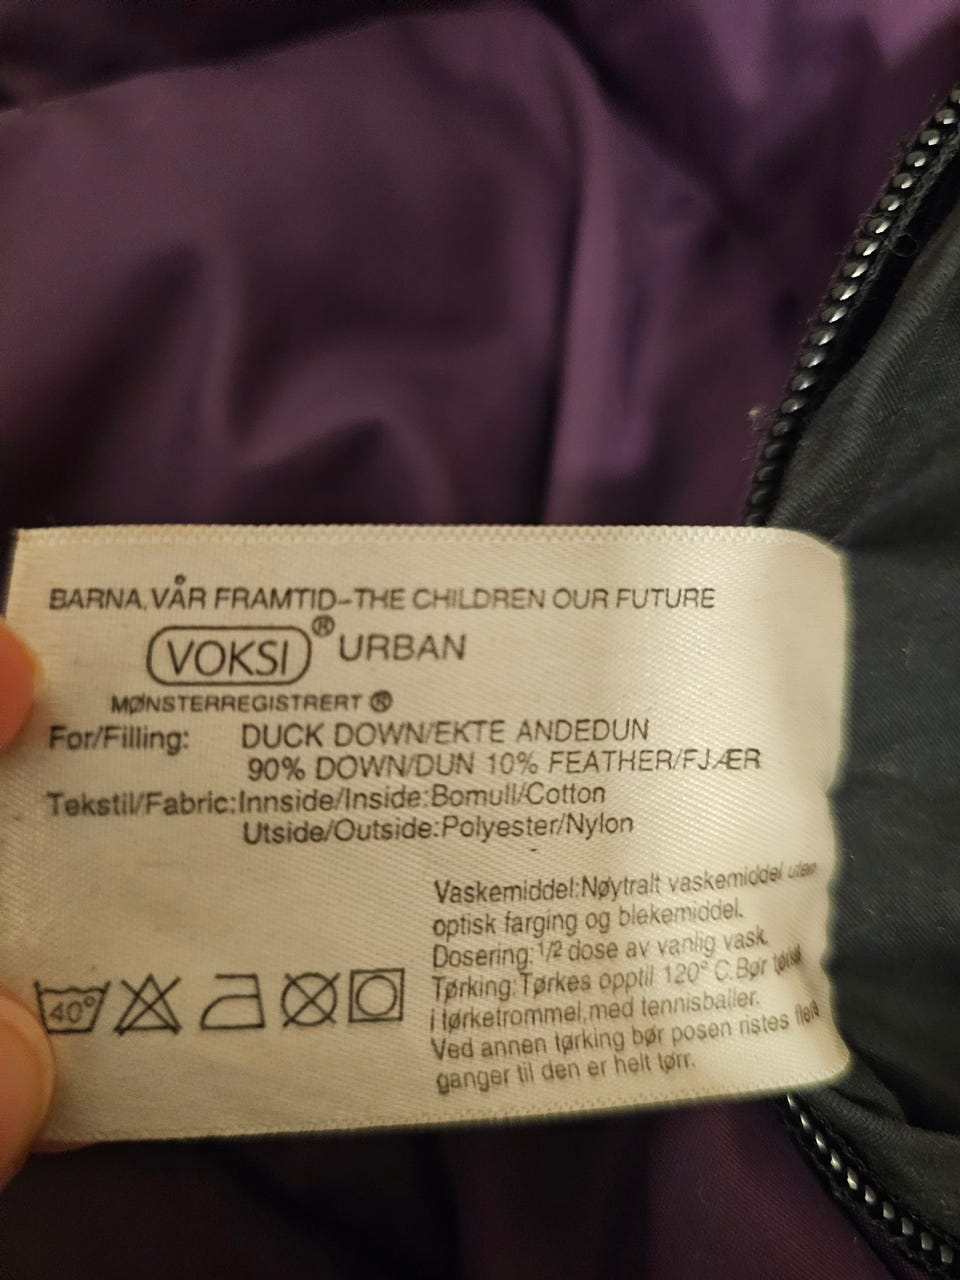 BARNA, VÅR FRAMTID-THE CHILDREN OUR FUTURE
VOKSI® URBAN
MØNSTERREGISTRERT ®
For/Filling: DUCK DOWN/EKTE ANDEDUN
90% DOWN/DUN 10% FEATHER/FJÆR
Tekstil/Fabric:Innside/Inside:Bomull/Cotton
Utside/Outside:Polyester/Nylon
Vaskemiddel:Nøytralt vaskemiddel uten
optisk farging og blekemiddel.
Dosering:1/2 dose av vanlig vask.
Tørking:Tørkes opptil 120° C.Bør
i tørketrommel,med tennisballer.
Ved annen tørking bør posen ristes flere
ganger til den er helt tørr.
40°